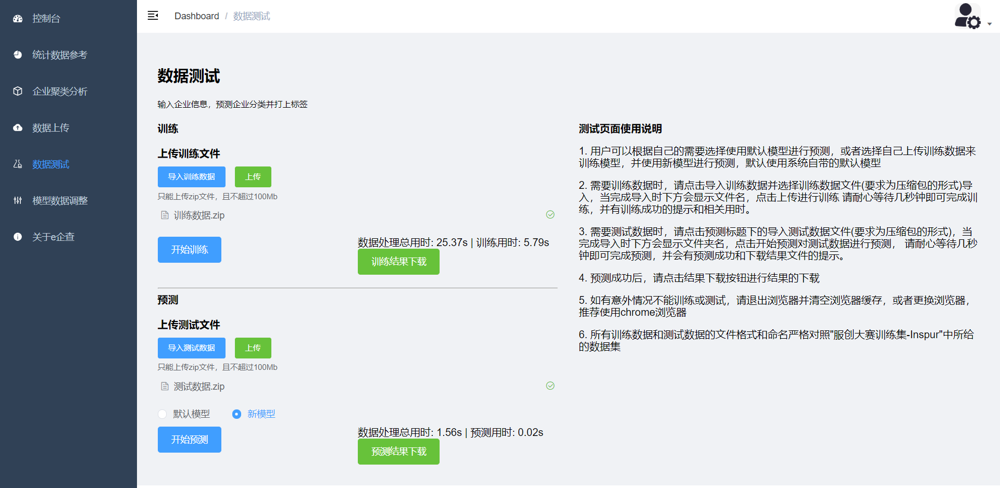 控制台
统计数据参考
企业聚类分析
数据上传
数据测试
模型数据调整
关于e企查
Dashboard / 数据测试
数据测试
输入企业信息，预测企业分类并打上标签
训练
上传训练文件
导入训练数据 上传
只能上传zip文件，且不超过100Mb
训练数据.zip
开始训练
数据处理总用时: 25.37s | 训练用时: 5.79s
训练结果下载
预测
上传测试文件
导入测试数据 上传
只能上传zip文件，且不超过100Mb
测试数据.zip
默认模型 新模型
开始预测
数据处理总用时: 1.56s | 预测用时: 0.02s
预测结果下载
测试页面使用说明
1. 用户可以根据自己的需要选择使用默认模型进行预测，或者选择自己上传训练数据来
训练模型，并使用新模型进行预测，默认使用系统自带的默认模型
2. 需要训练数据时，请点击导入训练数据并选择训练数据文件(要求为压缩包的形式)导
入，当完成导入时下方会显示文件名，点击上传进行训练 请耐心等待几秒钟即可完成训
练，并有训练成功的提示和相关用时。
3. 需要测试数据时，请点击预测标题下的导入测试数据文件(要求为压缩包的形式)，当
完成导入时下方会显示文件夹名，点击开始预测对测试数据进行预测， 请耐心等待几秒
钟即可完成预测，并会有预测成功和下载结果文件的提示。
4. 预测成功后，请点击结果下载按钮进行结果的下载
5. 如有意外情况不能训练或测试，请退出浏览器并清空浏览器缓存，或者更换浏览器，
推荐使用chrome浏览器
6. 所有训练数据和测试数据的文件格式和命名严格对照"服创大赛训练集-Inspur"中所给
的数据集